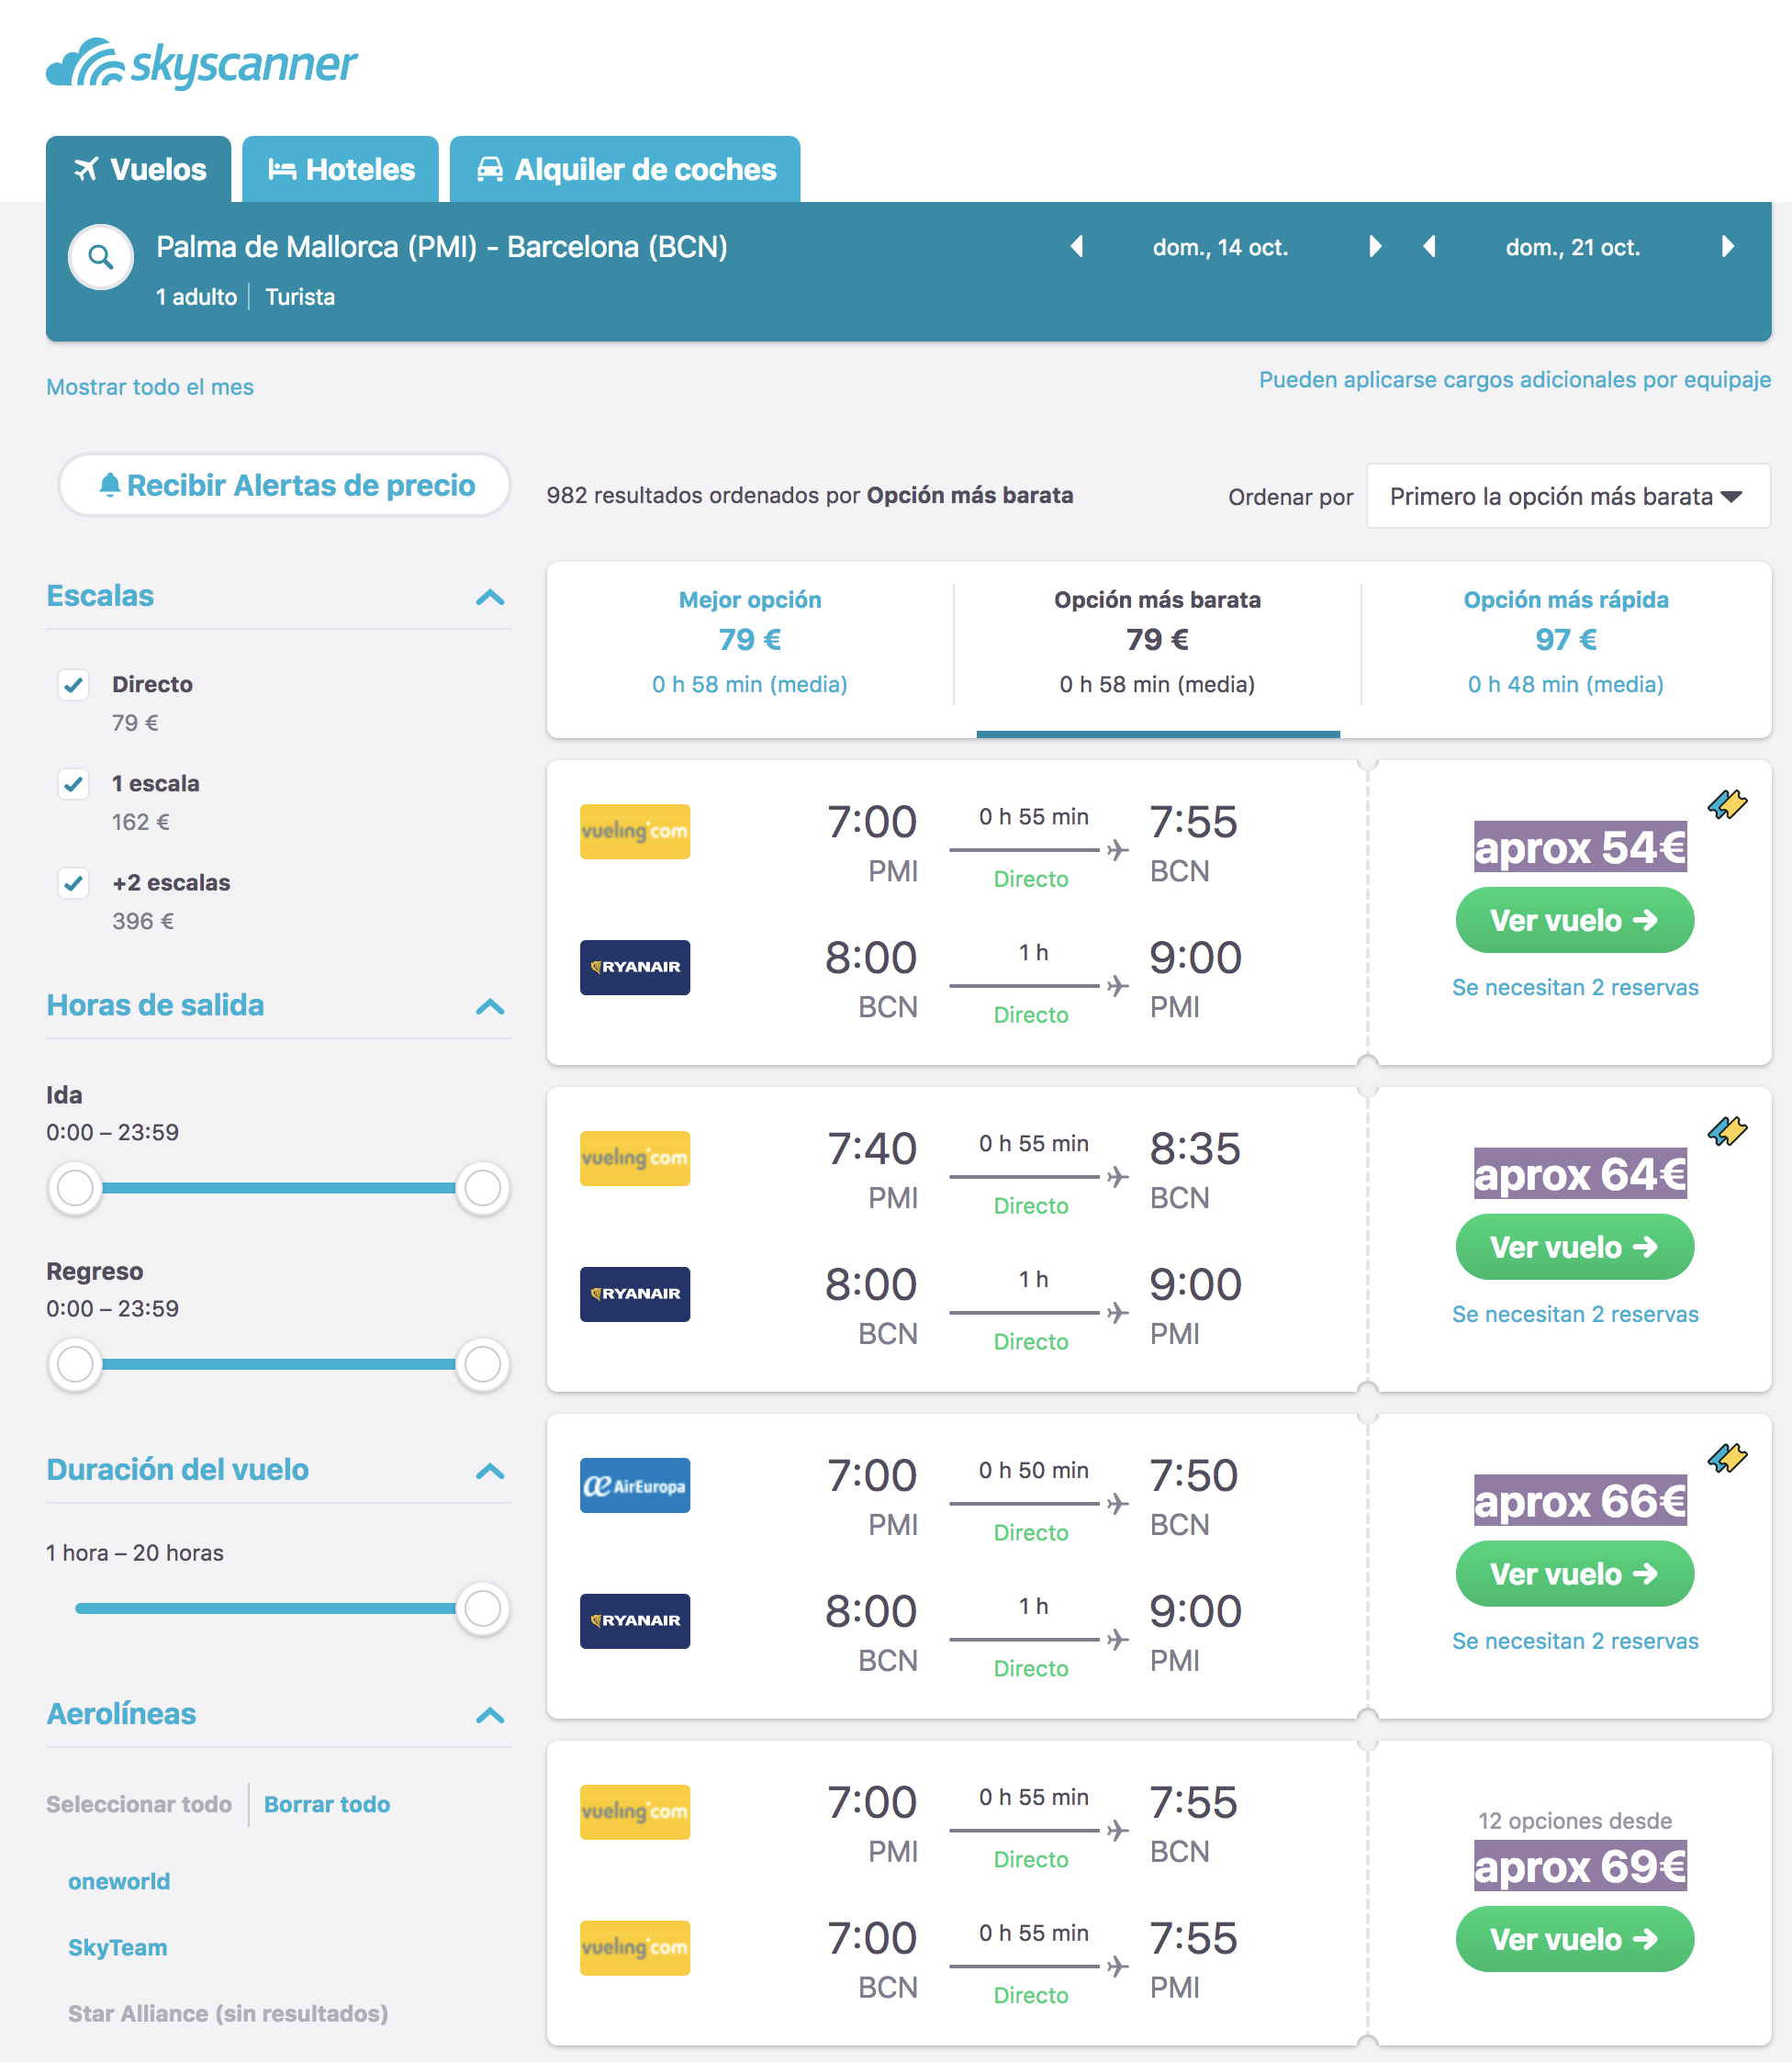 skyscanner
Vuelos
Hoteles
Alquiler de coches
Palma de Mallorca (PMI) - Barcelona (BCN)
dom., 14 oct.
dom., 21 oct.
1 adulto
Turista
Mostrar todo el mes
Pueden aplicarse cargos adicionales por equipaje
Recibir Alertas de precio
982 resultados ordenados por Opción más barata
Ordenar por
Primero la opción más barata
Escalas
Directo
79 €
1 escala
162 €
+2 escalas
396 €
Horas de salida
Ida
0:00 – 23:59
Regreso
0:00 – 23:59
Duración del vuelo
1 hora – 20 horas
Aerolíneas
Seleccionar todo
Borrar todo
oneworld
SkyTeam
Star Alliance (sin resultados)
Mejor opción
79 €
0 h 58 min (media)
Opción más barata
79 €
0 h 58 min (media)
Opción más rápida
97 €
0 h 48 min (media)
vueling.com
7:00
PMI
0 h 55 min
Directo
7:55
BCN
RYANAIR
8:00
BCN
1 h
Directo
9:00
PMI
aprox 54€
Ver vuelo
Se necesitan 2 reservas
vueling.com
7:40
PMI
0 h 55 min
Directo
8:35
BCN
RYANAIR
8:00
BCN
1 h
Directo
9:00
PMI
aprox 64€
Ver vuelo
Se necesitan 2 reservas
AirEuropa
7:00
PMI
0 h 50 min
Directo
7:50
BCN
RYANAIR
8:00
BCN
1 h
Directo
9:00
PMI
aprox 66€
Ver vuelo
Se necesitan 2 reservas
vueling.com
7:00
PMI
0 h 55 min
Directo
7:55
BCN
vueling.com
7:00
BCN
0 h 55 min
Directo
7:55
PMI
12 opciones desde
aprox 69€
Ver vuelo